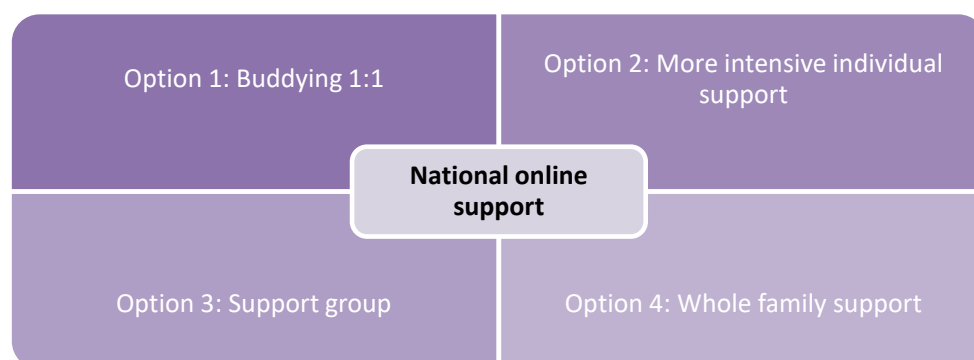 Option 1: Buddying 1:1
Option 2: More intensive individual
support
National online
support
Option 3: Support group
Option 4: Whole family support